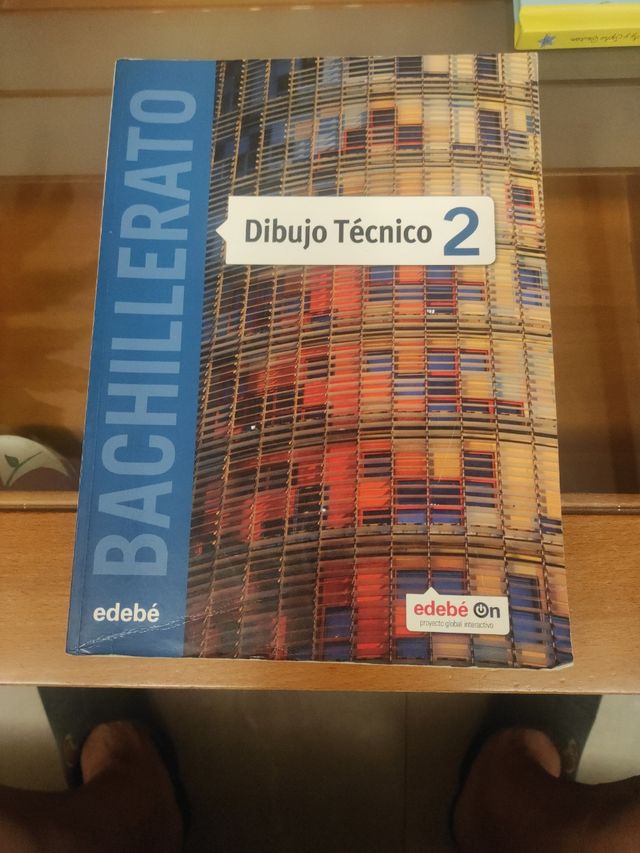 BACHILLERATO
Dibujo Técnico 2
edebé
edebé On
proyecto global interactivo